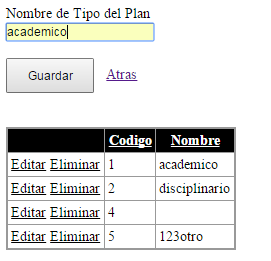 Nombre de Tipo del Plan
academico
Guardar Atras
Codigo Nombre
Editar Eliminar 1 academico
Editar Eliminar 2 disciplinario
Editar Eliminar 4
Editar Eliminar 5 123otro